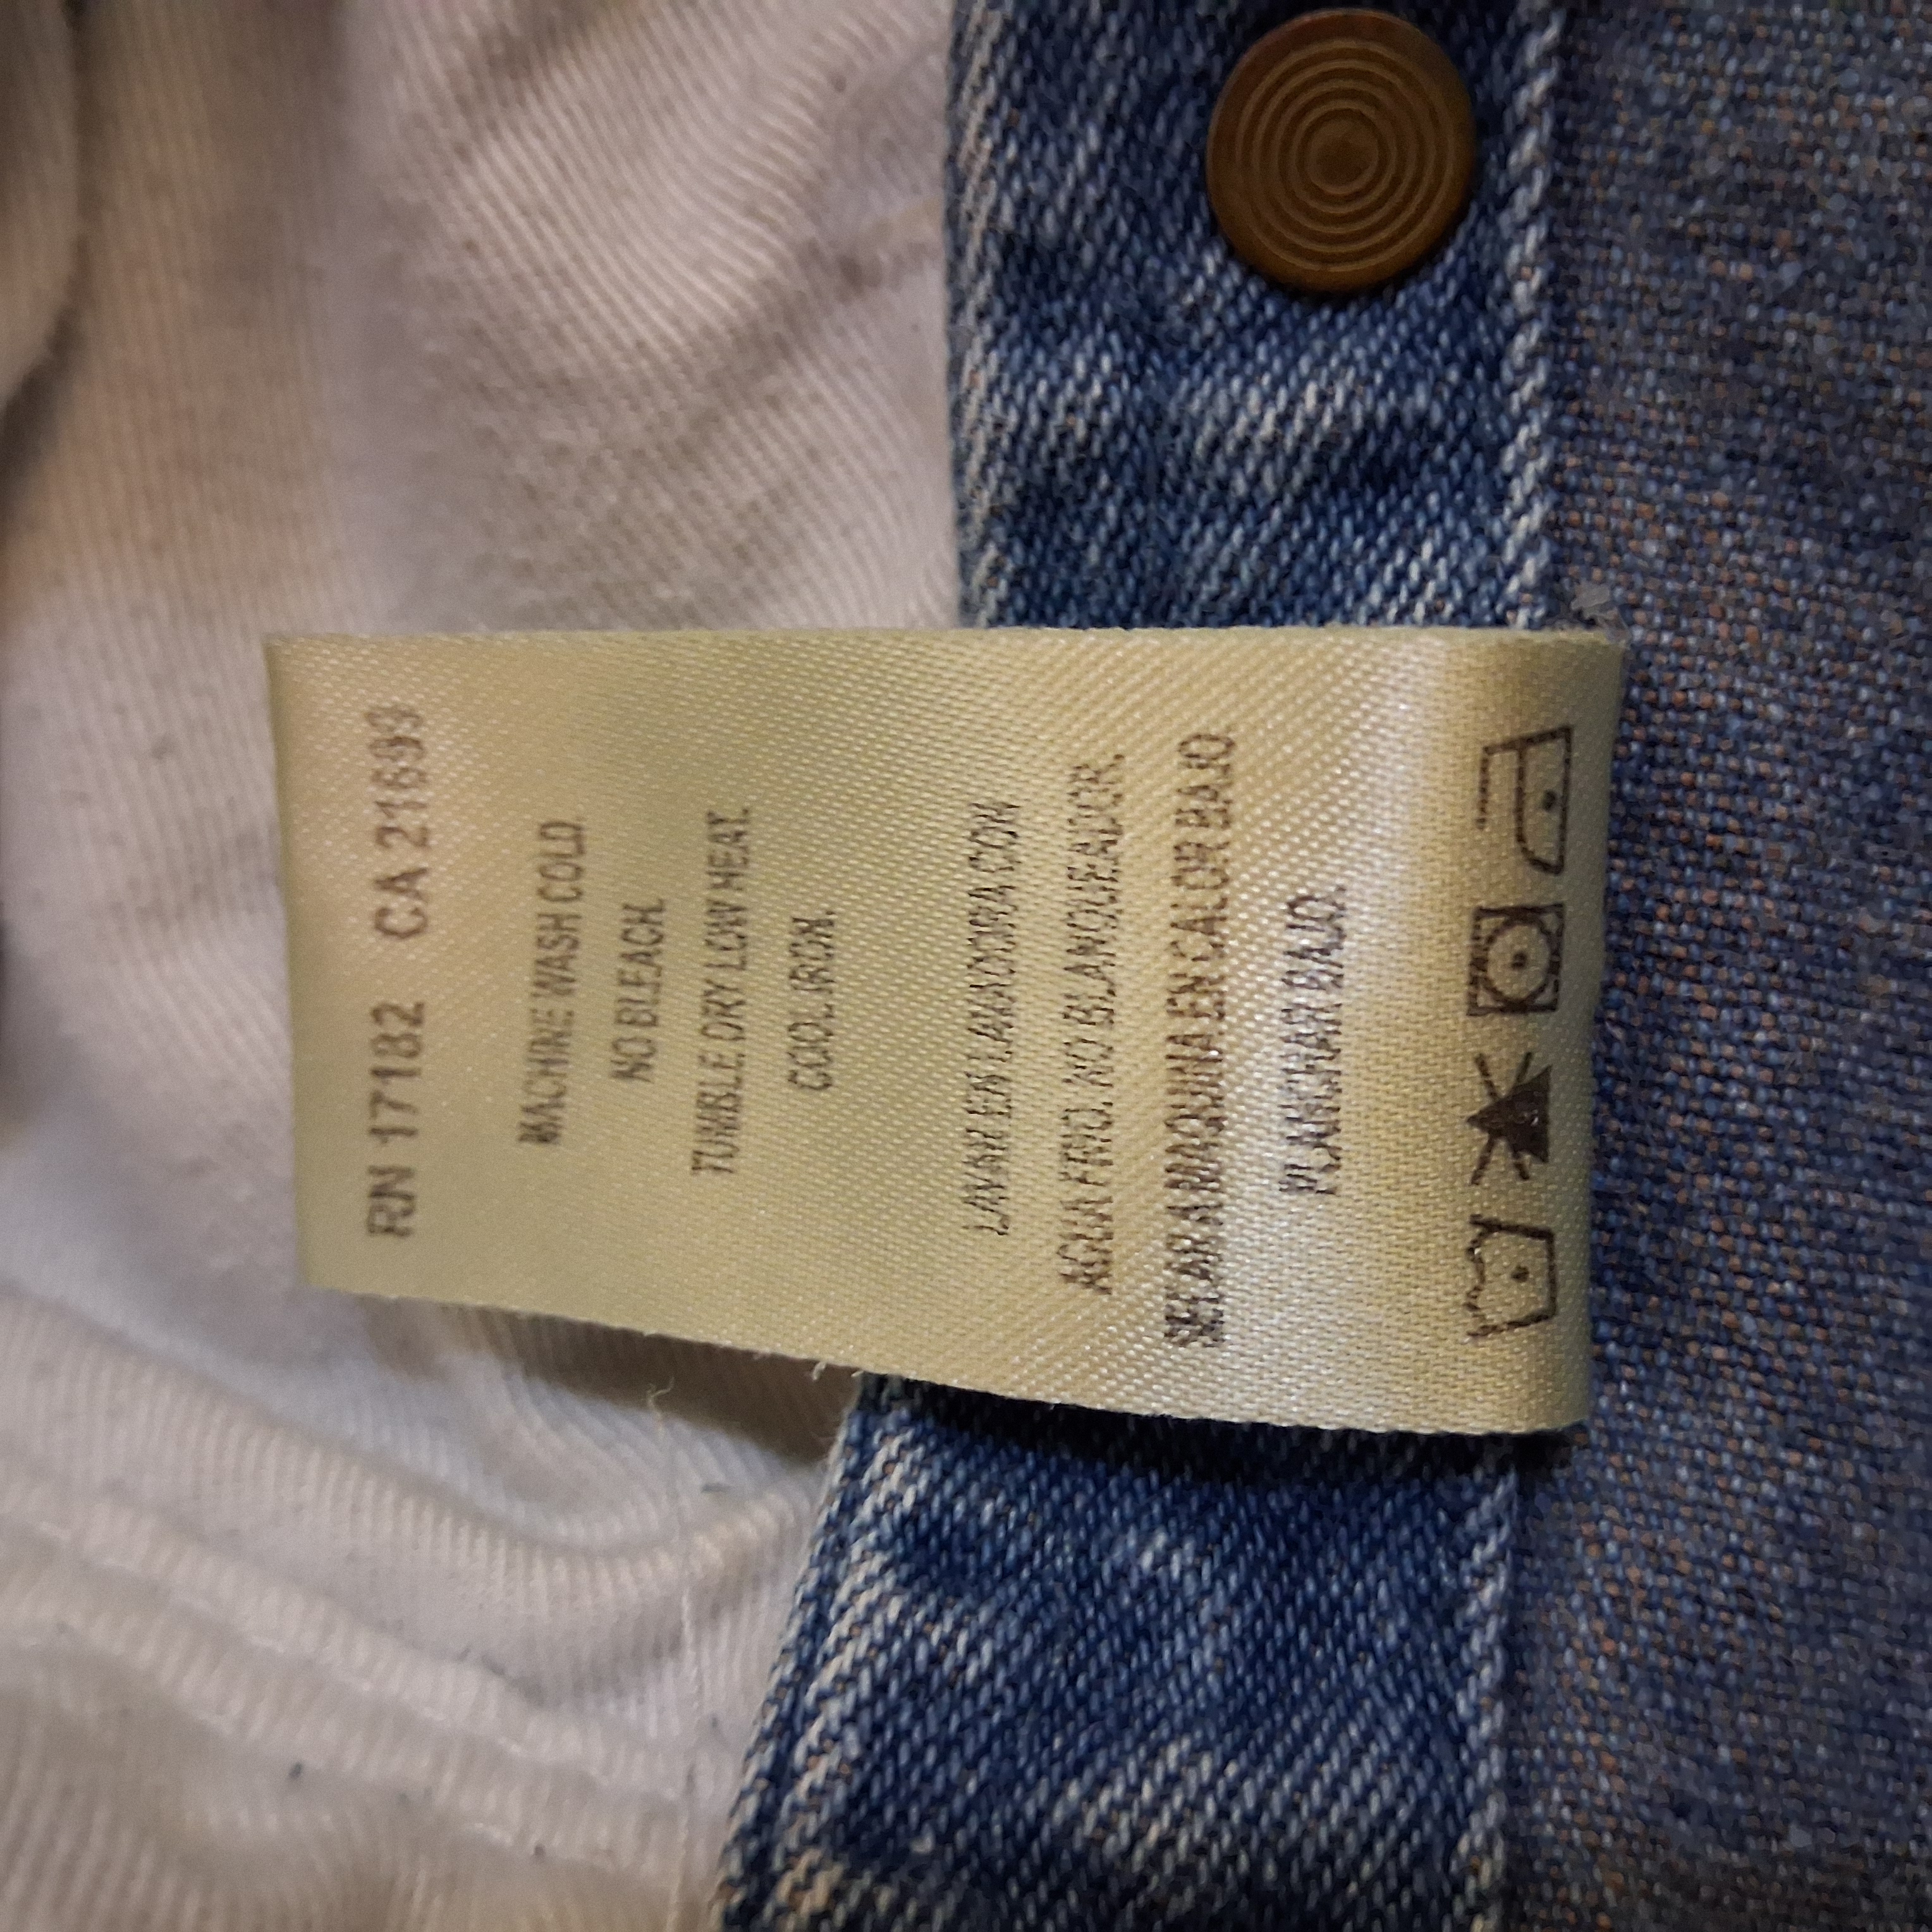 RN 17182 CA 21693
MACHINE WASH COLD.
NO BLEACH.
TUMBLE DRY LOW HEAT.
COOL IRON.
LAVAR EN LAVADORA CON
AGUA FRIO. NO BLANQUEADOR.
SECAR A MAQUINA EN CALOR BAJO
PLANCHAR BAJO.